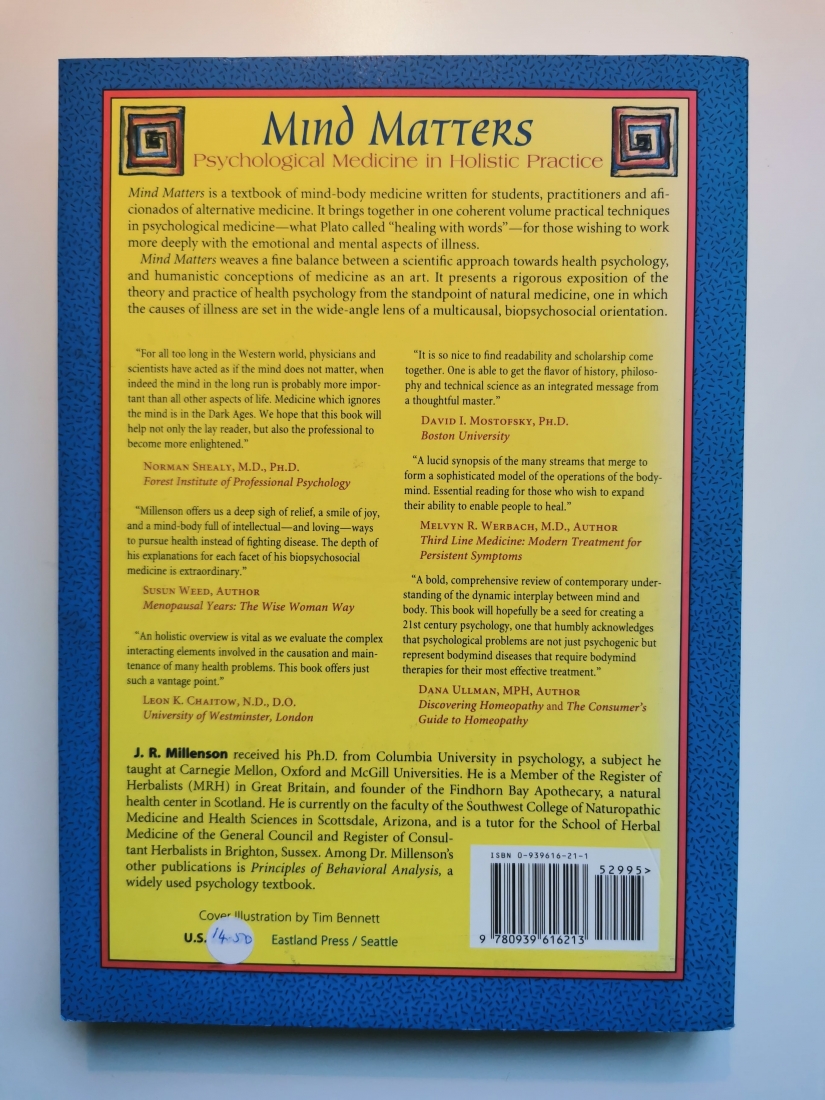 Mind Matters
Psychological Medicine in Holistic Practice
Mind Matters is a textbook of mind-body medicine written for students, practitioners and afi-
cionados of alternative medicine. It brings together in one coherent volume practical techniques
in psychological medicine—what Plato called “healing with words”—for those wishing to work
more deeply with the emotional and mental aspects of illness.
Mind Matters weaves a fine balance between a scientific approach towards health psychology,
and humanistic conceptions of medicine as an art. It presents a rigorous exposition of the
theory and practice of health psychology from the standpoint of natural medicine, one in which
the causes of illness are set in the wide-angle lens of a multicausal, biopsychosocial orientation.
“For all too long in the Western world, physicians and
scientists have acted as if the mind does not matter, when
indeed the mind in the long run is probably more impor-
tant than all other aspects of life. Medicine which ignores
the mind is in the Dark Ages. We hope that this book will
help not only the lay reader, but also the professional to
become more enlightened.”
Norman Shealy, M.D., Ph.D.
Forest Institute of Professional Psychology
“Millenson offers us a deep sigh of relief, a smile of joy,
and a mind-body full of intellectual—and loving—ways
to pursue health instead of fighting disease. The depth of
his explanations for each facet of his biopsychosocial
medicine is extraordinary.”
Susun Weed, Author
Menopausal Years: The Wise Woman Way
“An holistic overview is vital as we evaluate the complex
interacting elements involved in the causation and main-
tenance of many health problems. This book offers just
such a vantage point.”
Leon K. Chaitow, N.D., D.O.
University of Westminster, London
“It is so nice to find readability and scholarship come
together. One is able to get the flavor of history, philoso-
phy and technical science as an integrated message from
a thoughtful master.”
David I. Mostofsky, Ph.D.
Boston University
“A lucid synopsis of the many streams that merge to
form a sophisticated model of the operations of the body-
mind. Essential reading for those who wish to expand
their ability to enable people to heal.”
Melvyn R. Werbach, M.D., Author
Third Line Medicine: Modern Treatment for
Persistent Symptoms
“A bold, comprehensive review of contemporary under-
standing of the dynamic interplay between mind and
body. This book will hopefully be a seed for creating a
21st century psychology, one that humbly acknowledges
that psychological problems are not just psychogenic but
represent bodymind diseases that require bodymind
therapies for their most effective treatment.”
Dana Ullman, MPH, Author
Discovering Homeopathy and The Consumer’s
Guide to Homeopathy
J. R. Millenson received his Ph.D. from Columbia University in psychology, a subject he
taught at Carnegie Mellon, Oxford and McGill Universities. He is a Member of the Register of
Herbalists (MRH) in Great Britain, and founder of the Findhorn Bay Apothecary, a natural
health center in Scotland. He is currently on the faculty of the Southwest College of Naturopathic
Medicine and Health Sciences in Scottsdale, Arizona, and is a tutor for the School of Herbal
Medicine of the General Council and Register of Consul-
tant Herbalists in Brighton, Sussex. Among Dr. Millenson’s
other publications is Principles of Behavioral Analysis, a
widely used psychology textbook.
Cover Illustration by Tim Bennett
U.S. 14.50 Eastland Press / Seattle
ISBN 0-939616-21-1
52995>
9 780939 616213